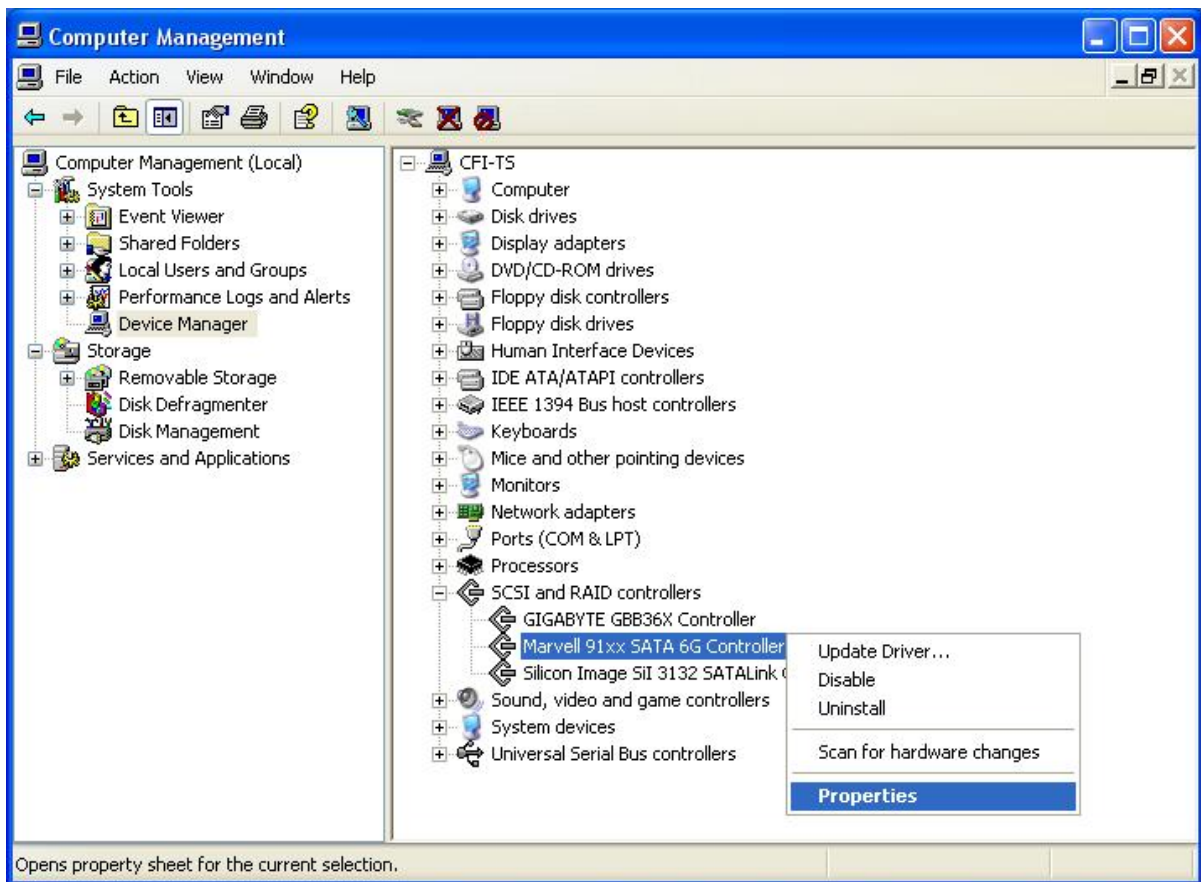 Computer Management
File Action View Window Help
Computer Management (Local)
System Tools
Event Viewer
Shared Folders
Local Users and Groups
Performance Logs and Alerts
Device Manager
Storage
Removable Storage
Disk Defragmenter
Disk Management
Services and Applications
CFI-TS
Computer
Disk drives
Display adapters
DVD/CD-ROM drives
Floppy disk controllers
Floppy disk drives
Human Interface Devices
IDE ATA/ATAPI controllers
IEEE 1394 Bus host controllers
Keyboards
Mice and other pointing devices
Monitors
Network adapters
Ports (COM & LPT)
Processors
SCSI and RAID controllers
GIGABYTE GBB36X Controller
Marvell 91xx SATA 6G Controller
Silicon Image SiI 3132 SATALink
Sound, video and game controllers
System devices
Universal Serial Bus controllers
Update Driver...
Disable
Uninstall
Scan for hardware changes
Properties
Opens property sheet for the current selection.